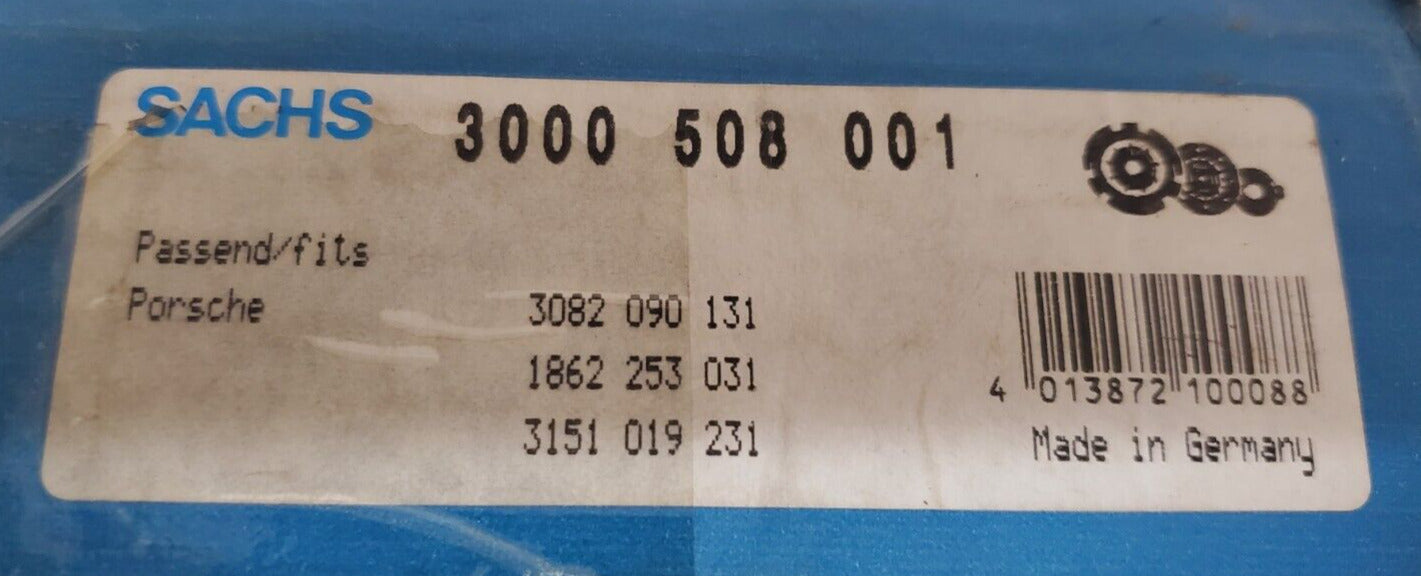 SACHS 3000 508 001
Passend/fits
Porsche 3082 090 131
1862 253 031
3151 019 231
4 013872 100088
Made in Germany